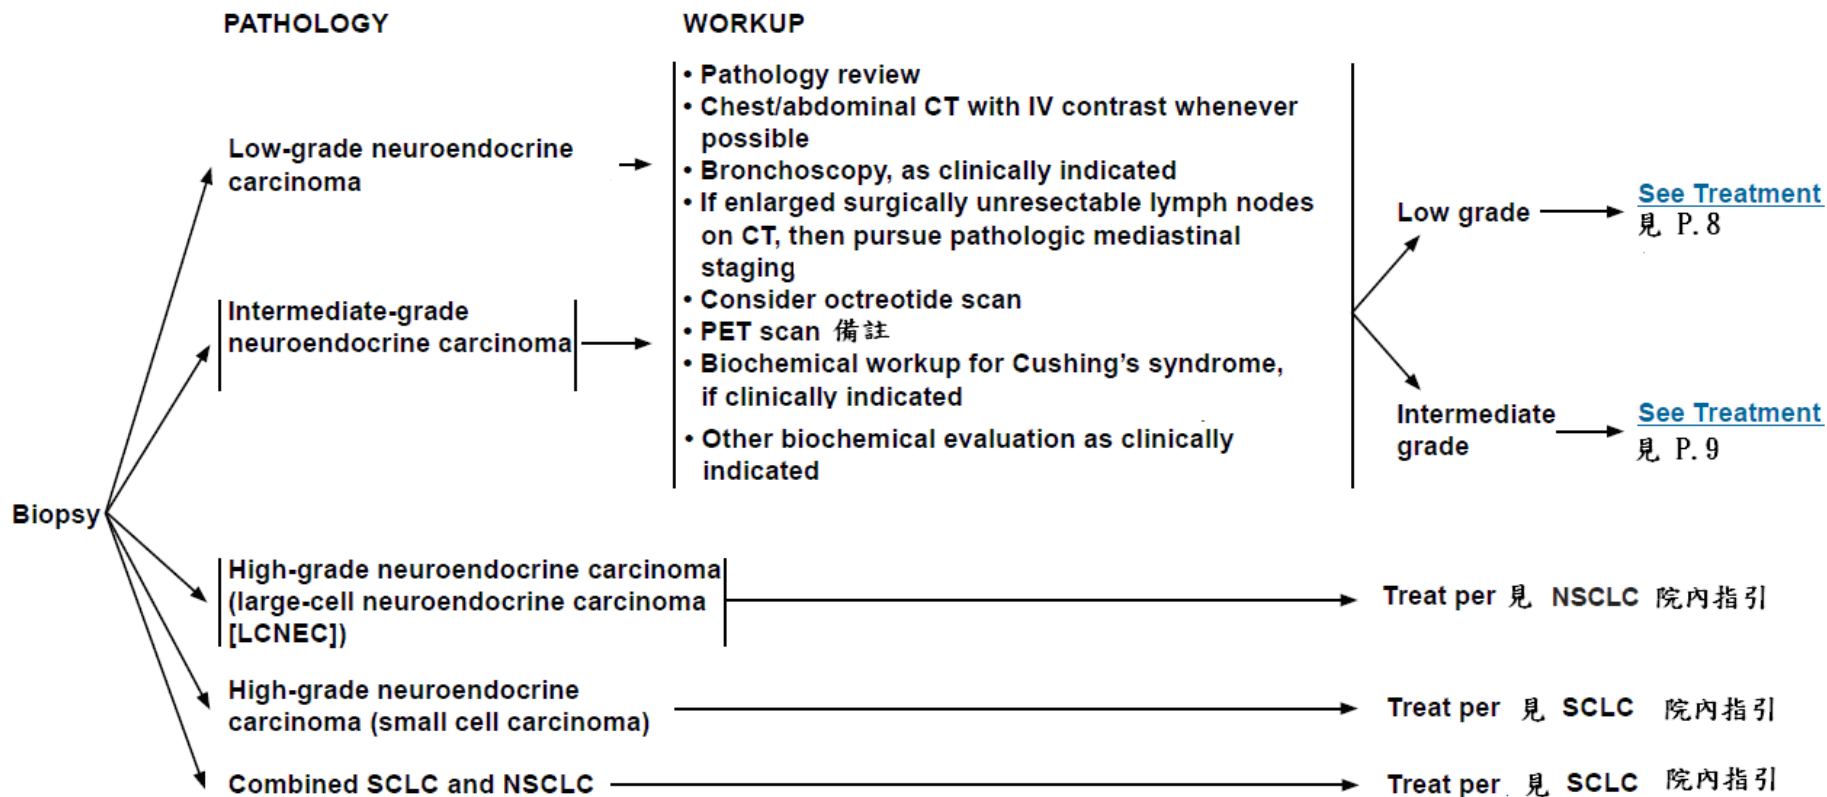 PATHOLOGY
WORKUP
Low-grade neuroendocrine
carcinoma
Intermediate-grade
neuroendocrine carcinoma
• Pathology review
• Chest/abdominal CT with IV contrast whenever
possible
• Bronchoscopy, as clinically indicated
• If enlarged surgically unresectable lymph nodes
on CT, then pursue pathologic mediastinal
staging
• Consider octreotide scan
• PET scan 備註
• Biochemical workup for Cushing's syndrome,
if clinically indicated
• Other biochemical evaluation as clinically
indicated
Low grade
See Treatment
見 P.8
Intermediate
grade
See Treatment
見 P.9
Biopsy
High-grade neuroendocrine carcinoma
(large-cell neuroendocrine carcinoma
[LCNEC])
Treat per 見 NSCLC 院內指引
High-grade neuroendocrine
carcinoma (small cell carcinoma)
Treat per 見 SCLC 院內指引
Combined SCLC and NSCLC
Treat per 見 SCLC 院內指引